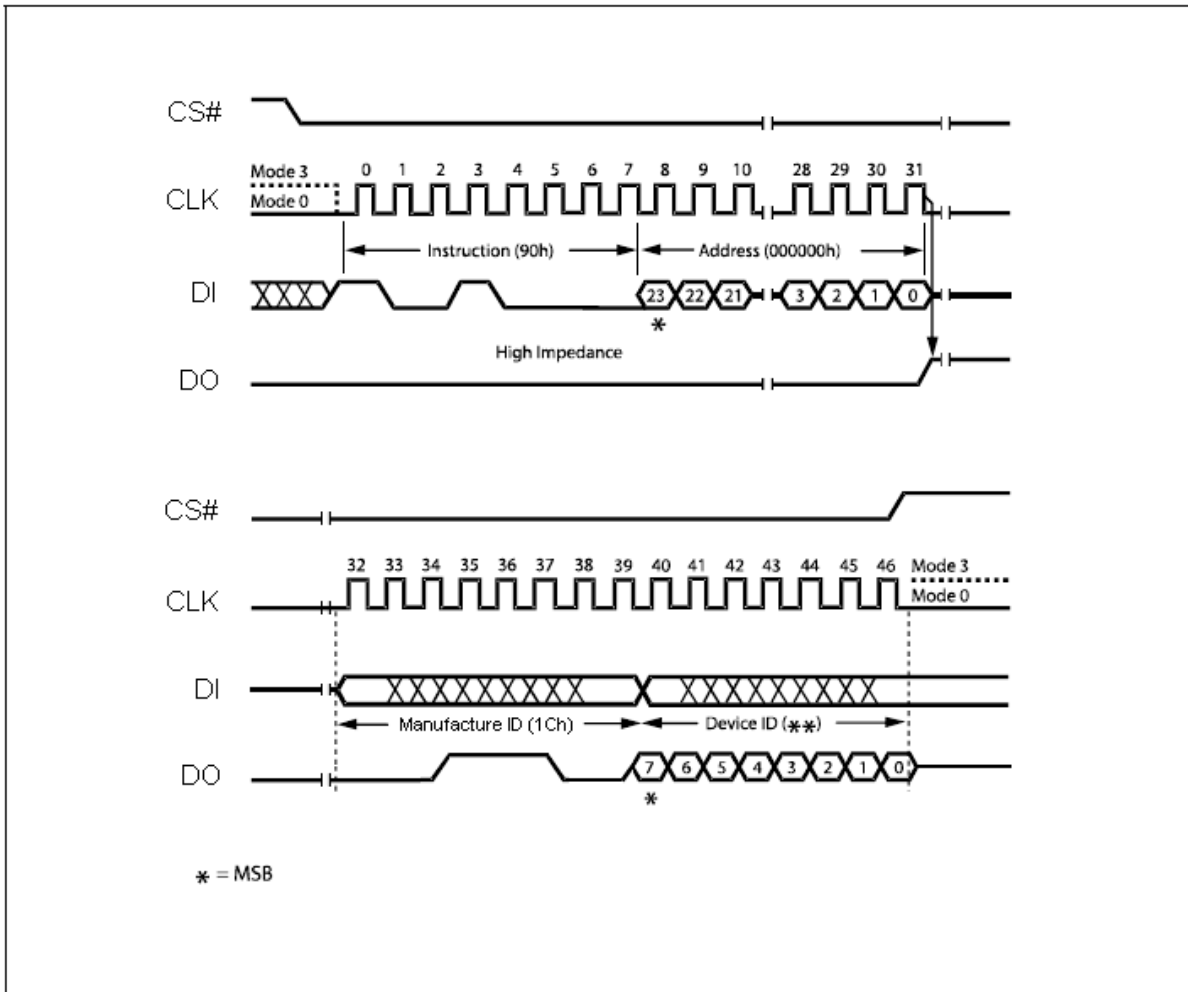 CS#
Mode 3
0 1 2 3 4 5 6 7 8 9 10 28 29 30 31
CLK
Mode 0
Instruction (90h) Address (000000h)
DI
23 22 21 3 2 1 0
*
High Impedance
DO
CS#
32 33 34 35 36 37 38 39 40 41 42 43 44 45 46
Mode 3
CLK
Mode 0
DI
Manufacture ID (1Ch) Device ID (**)
DO
7 6 5 4 3 2 1 0
*
* = MSB